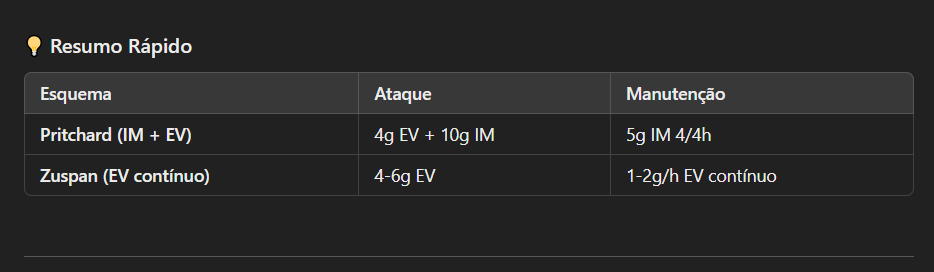 💡 Resumo Rápido
Esquema Ataque Manutenção
Pritchard (IM + EV) 4g EV + 10g IM 5g IM 4/4h
Zuspan (EV contínuo) 4-6g EV 1-2g/h EV contínuo